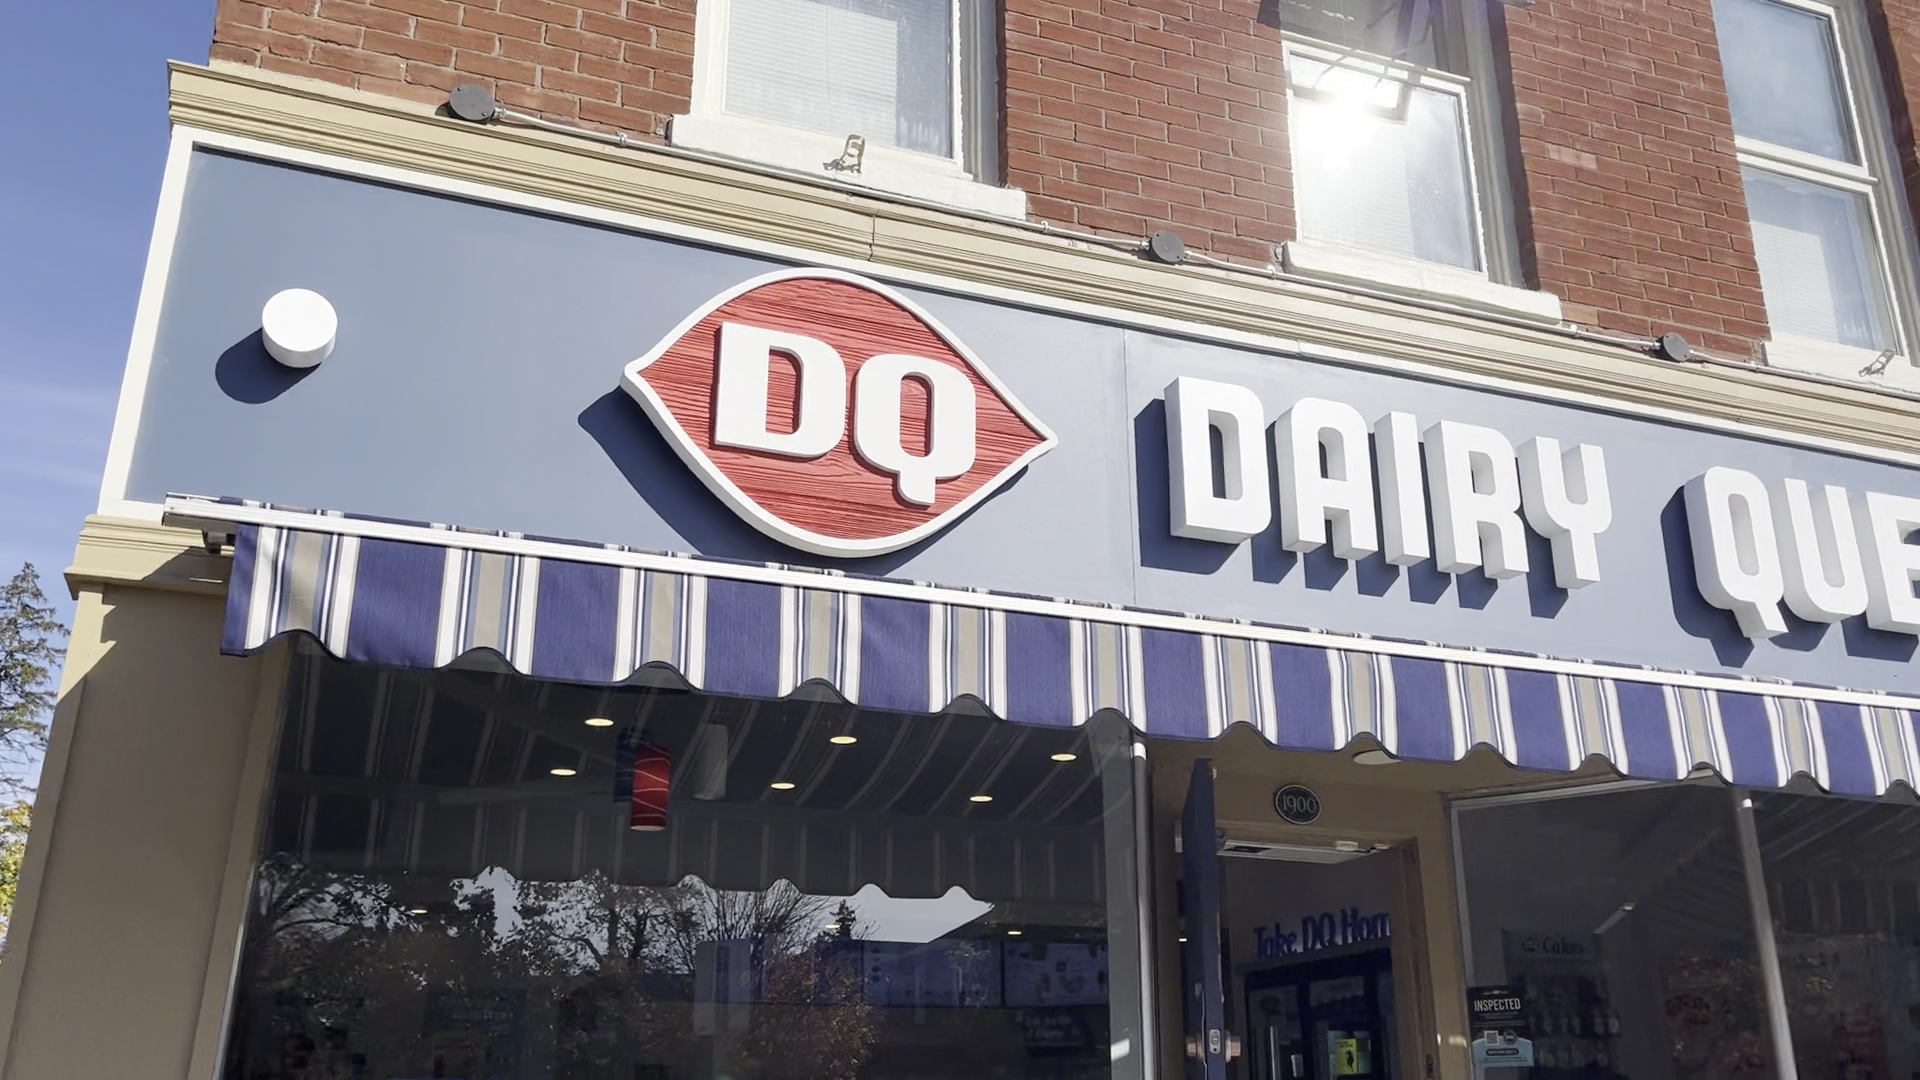 DQ
DAIRY QUE
1900
Take DQ Hom
Cakes
INSPECTED